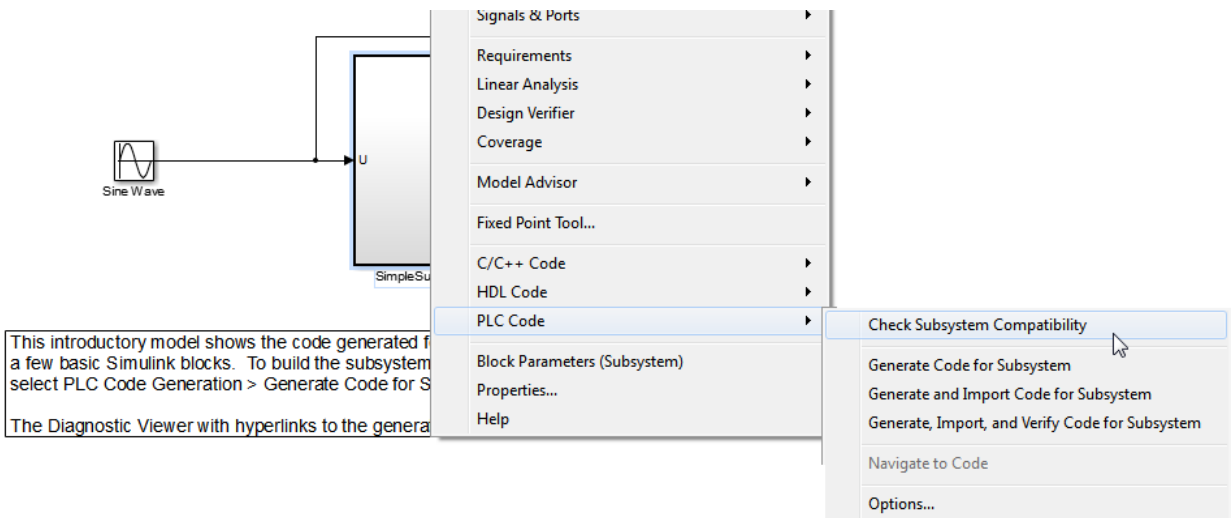 Signals & Ports
Requirements
Linear Analysis
Design Verifier
Coverage
Model Advisor
Fixed Point Tool...
C/C++ Code
HDL Code
PLC Code
Block Parameters (Subsystem)
Properties...
Help
Check Subsystem Compatibility
Generate Code for Subsystem
Generate and Import Code for Subsystem
Generate, Import, and Verify Code for Subsystem
Navigate to Code
Options...
U
Sine Wave
SimpleSu
This introductory model shows the code generated f
a few basic Simulink blocks.  To build the subsystem
select PLC Code Generation > Generate Code for S
The Diagnostic Viewer with hyperlinks to the genera